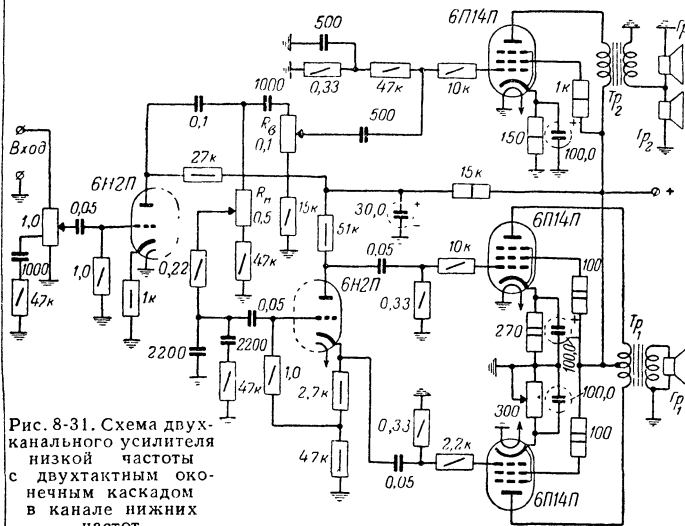 6П14П
500
0,33
47к
10к
1к
Тр₂
Гр
Гр₂
150
100,0
+
1000
0,1
R_в
0,1
500
Вход
6Н2П
27к
15к
+
1,0
0,05
R_н
0,5
15к
51к
30,0
+
−
6П14П
1000
1,0
0,22
47к
0,05
10к
100
47к
1к
0,05
6Н2П
0,33
270
+
100,0
Тр₁
2200
2200
1,0
2,7к
300
100,0
Гр₁
47к
0,33
100
47к
0,05
2,2к
6П14П
Рис. 8-31. Схема двух-
канального усилителя
низкой частоты
с двухтактным око-
нечным каскадом
в канале нижних
частот